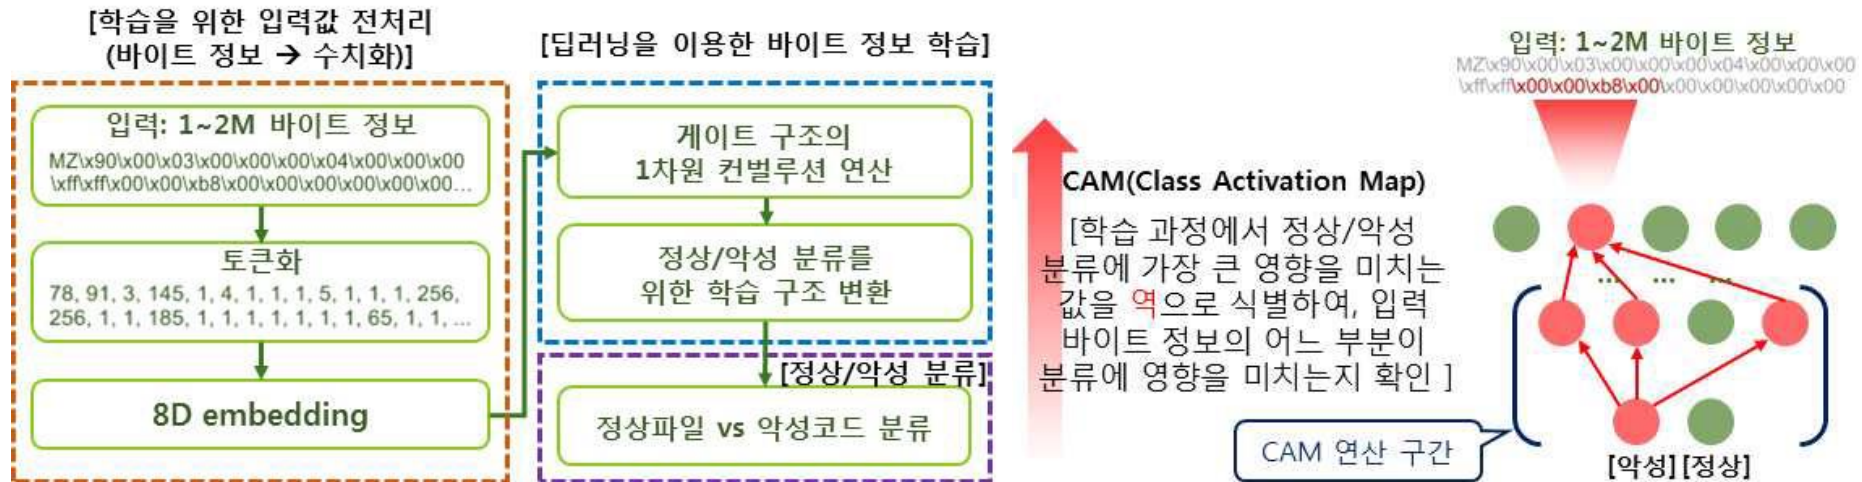 [학습을 위한 입력값 전처리
(바이트 정보 → 수치화)]
입력: 1~2M 바이트 정보
MZ\x90\x00\x03\x00\x00\x00\x04\x00\x00\x00
\xff\xff\x00\x00\xb8\x00\x00\x00\x00\x00\x00...
토큰화
78, 91, 3, 145, 1, 4, 1, 1, 1, 5, 1, 1, 1, 256,
256, 1, 1, 185, 1, 1, 1, 1, 1, 1, 1, 65, 1, 1, ...
8D embedding
[딥러닝을 이용한 바이트 정보 학습]
게이트 구조의
1차원 컨벌루션 연산
정상/악성 분류를
위한 학습 구조 변환
[정상/악성 분류]
정상파일 vs 악성코드 분류
CAM(Class Activation Map)
[학습 과정에서 정상/악성
분류에 가장 큰 영향을 미치는
값을 역으로 식별하여, 입력
바이트 정보의 어느 부분이
분류에 영향을 미치는지 확인 ]
CAM 연산 구간
입력: 1~2M 바이트 정보
MZ\x90\x00\x03\x00\x00\x00\x04\x00\x00\x00
\xff\xff\x00\x00\xb8\x00\x00\x00\x00\x00\x00
... ... ...
[악성][정상]